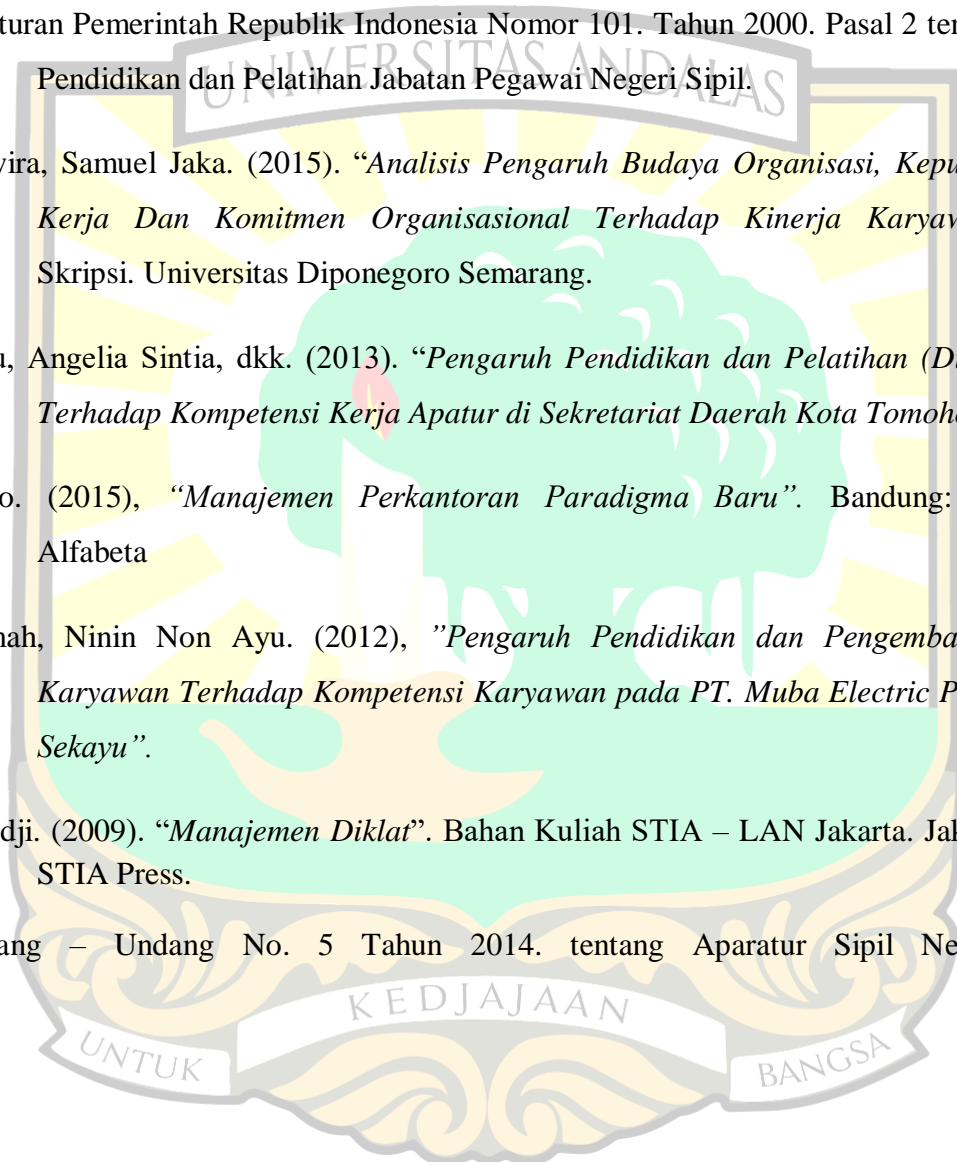 turan Pemerintah Republik Indonesia Nomor 101. Tahun 2000. Pasal 2 ten
UNIVERSITAS ANDALAS
Pendidikan dan Pelatihan Jabatan Pegawai Negeri Sipil.
vira, Samuel Jaka. (2015). “Analisis Pengaruh Budaya Organisasi, Kepu
Kerja Dan Komitmen Organisasional Terhadap Kinerja Karyaw
Skripsi. Universitas Diponegoro Semarang.
u, Angelia Sintia, dkk. (2013). “Pengaruh Pendidikan dan Pelatihan (D
Terhadap Kompetensi Kerja Apatur di Sekretariat Daerah Kota Tomoh
o. (2015), “Manajemen Perkantoran Paradigma Baru”. Bandung:
Alfabeta
nah, Ninin Non Ayu. (2012), ”Pengaruh Pendidikan dan Pengemba
Karyawan Terhadap Kompetensi Karyawan pada PT. Muba Electric P
Sekayu”.
dji. (2009). “Manajemen Diklat”. Bahan Kuliah STIA – LAN Jakarta. Jak
STIA Press.
ang – Undang No. 5 Tahun 2014. tentang Aparatur Sipil Ne
KEDJAJAAN
UNTUK
BANGSA